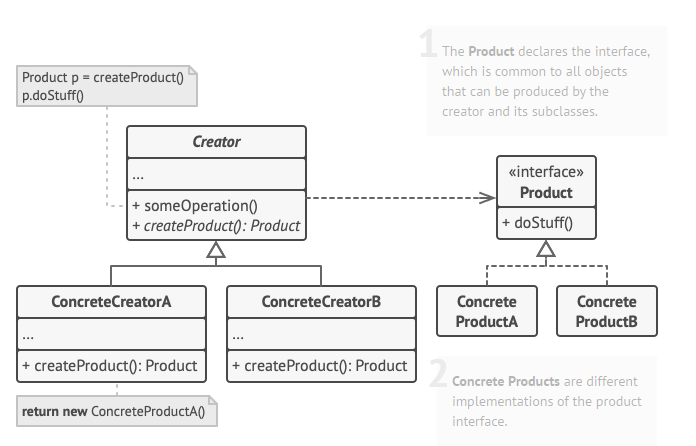 1
The Product declares the interface,
which is common to all objects
that can be produced by the
creator and its subclasses.
Product p = createProduct()
p.doStuff()
Creator
...
+ someOperation()
+ createProduct(): Product
«interface»
Product
+ doStuff()
ConcreteCreatorA
...
+ createProduct(): Product
ConcreteCreatorB
...
+ createProduct(): Product
Concrete
ProductA
Concrete
ProductB
return new ConcreteProductA()
2
Concrete Products are different
implementations of the product
interface.